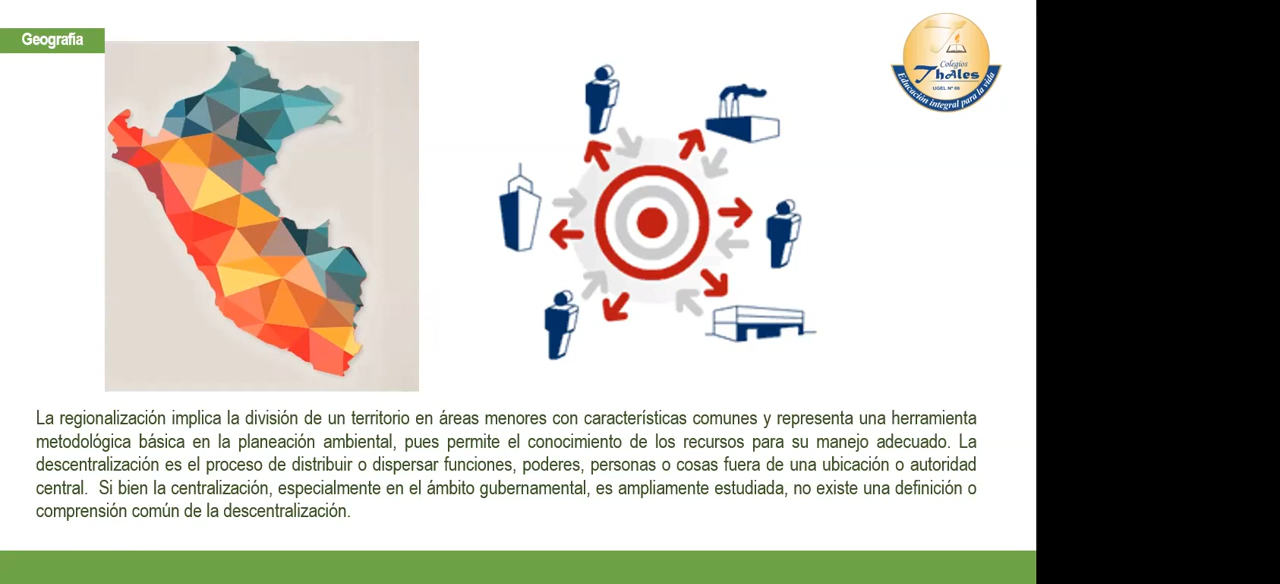 Geografía
Colegios
Thales
UGEL Nº 06
Educación integral para la vida
La regionalización implica la división de un territorio en áreas menores con características comunes y representa una herramienta
metodológica básica en la planeación ambiental, pues permite el conocimiento de los recursos para su manejo adecuado. La
descentralización es el proceso de distribuir o dispersar funciones, poderes, personas o cosas fuera de una ubicación o autoridad
central.  Si bien la centralización, especialmente en el ámbito gubernamental, es ampliamente estudiada, no existe una definición o
comprensión común de la descentralización.